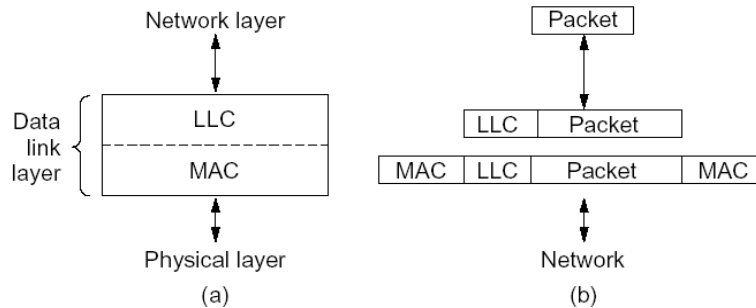 Network layer
Data
link
layer
LLC
MAC
Physical layer
(a)
Packet
LLC Packet
MAC LLC Packet MAC
Network
(b)